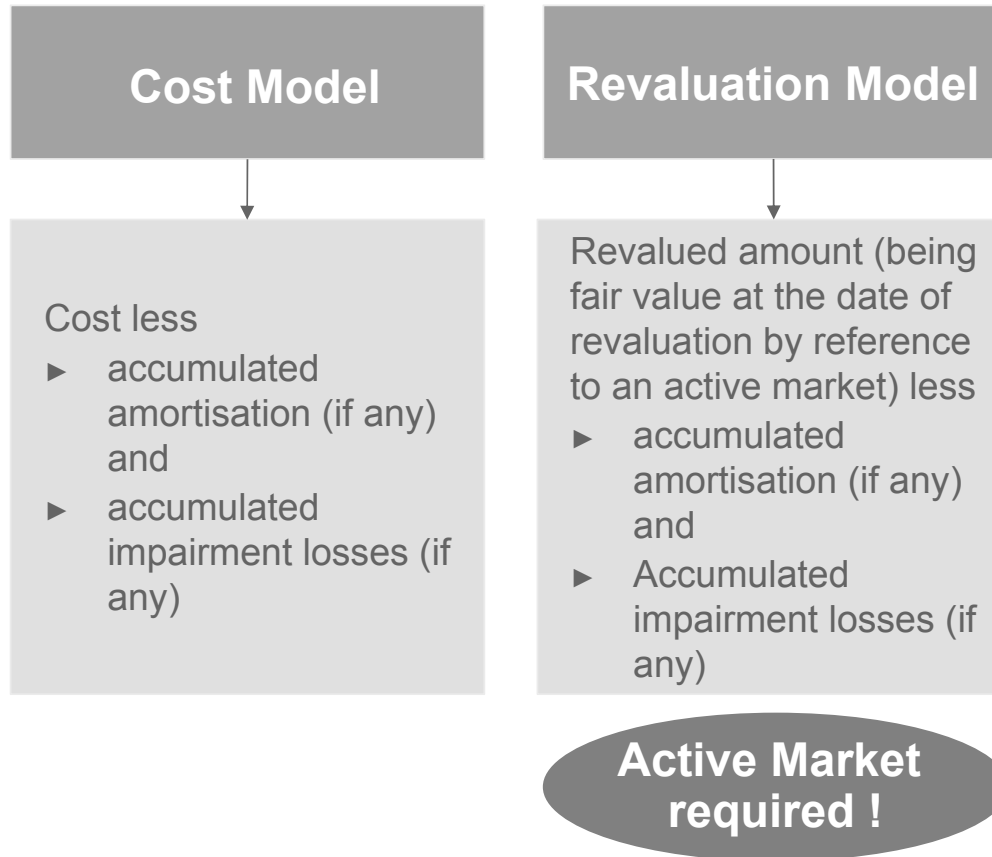 Cost Model
Cost less
► accumulated
amortisation (if any)
and
► accumulated
impairment losses (if
any)
Revaluation Model
Revalued amount (being
fair value at the date of
revaluation by reference
to an active market) less
► accumulated
amortisation (if any)
and
► Accumulated
impairment losses (if
any)
Active Market
required !